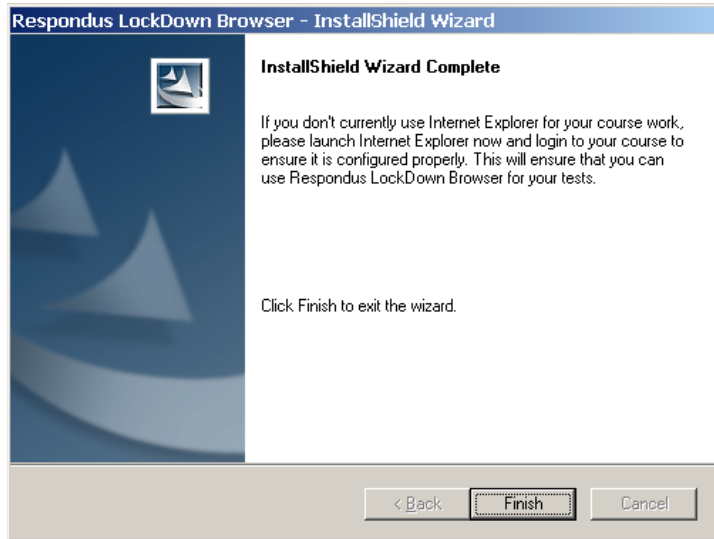 Respondus LockDown Browser - InstallShield Wizard
InstallShield Wizard Complete
If you don't currently use Internet Explorer for your course work,
please launch Internet Explorer now and login to your course to
ensure it is configured properly. This will ensure that you can
use Respondus LockDown Browser for your tests.
Click Finish to exit the wizard.
< Back Finish Cancel